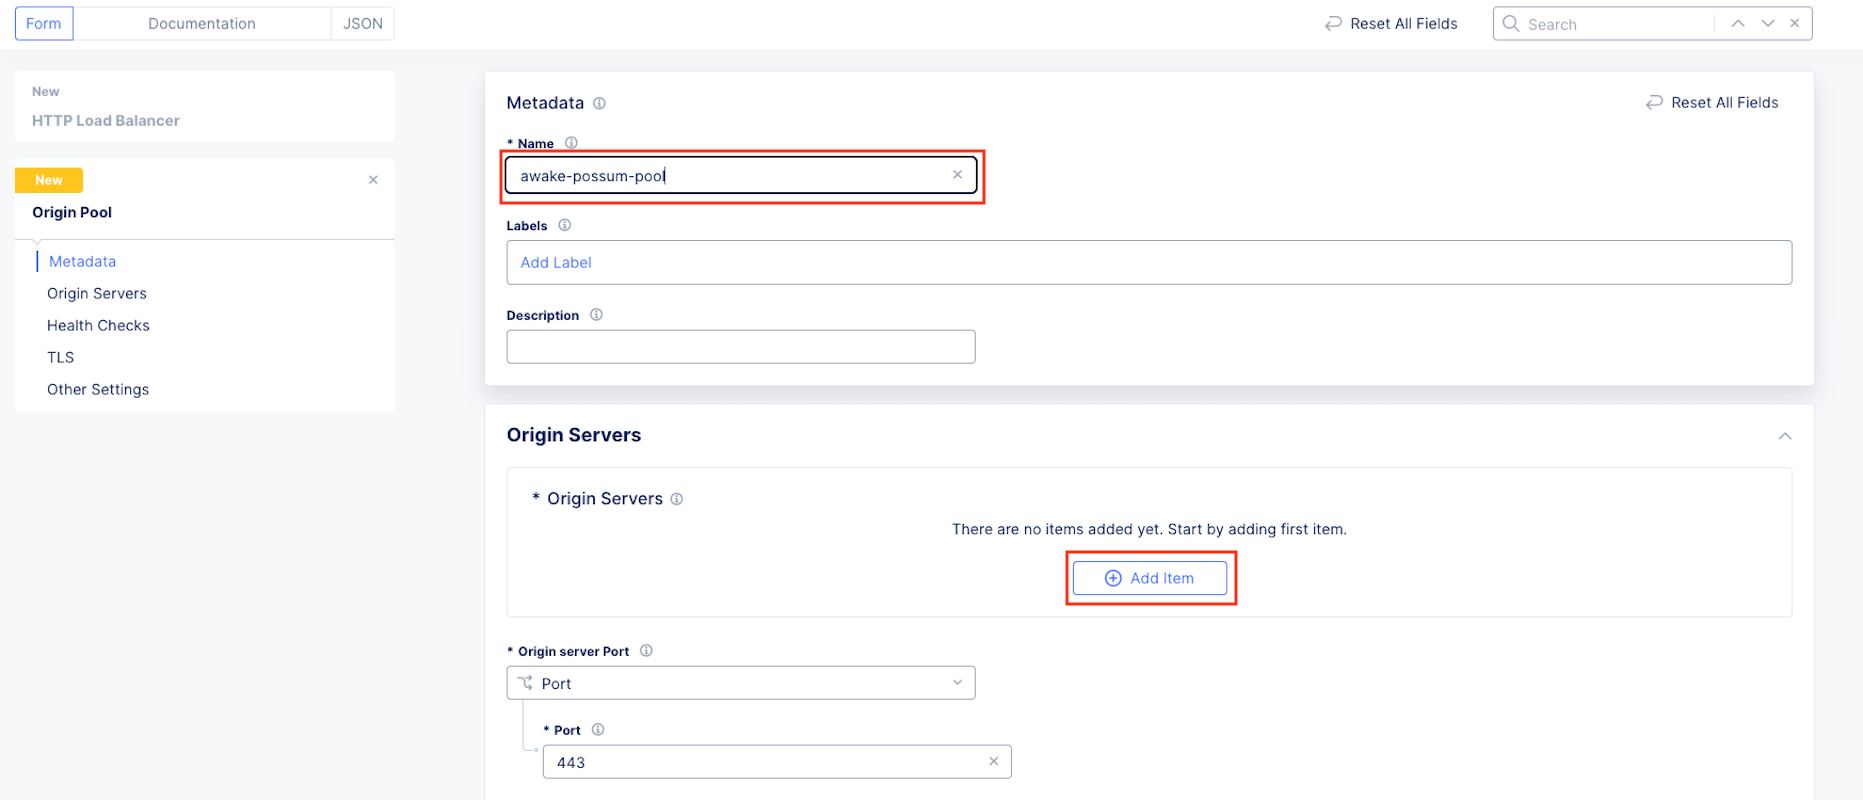 Form Documentation JSON Reset All Fields Search
New
HTTP Load Balancer
New
Origin Pool
Metadata
Origin Servers
Health Checks
TLS
Other Settings
Metadata Reset All Fields
* Name
awake-possum-pool
Labels
Add Label
Description
Origin Servers
* Origin Servers
There are no items added yet. Start by adding first item.
Add Item
* Origin server Port
Port
* Port
443